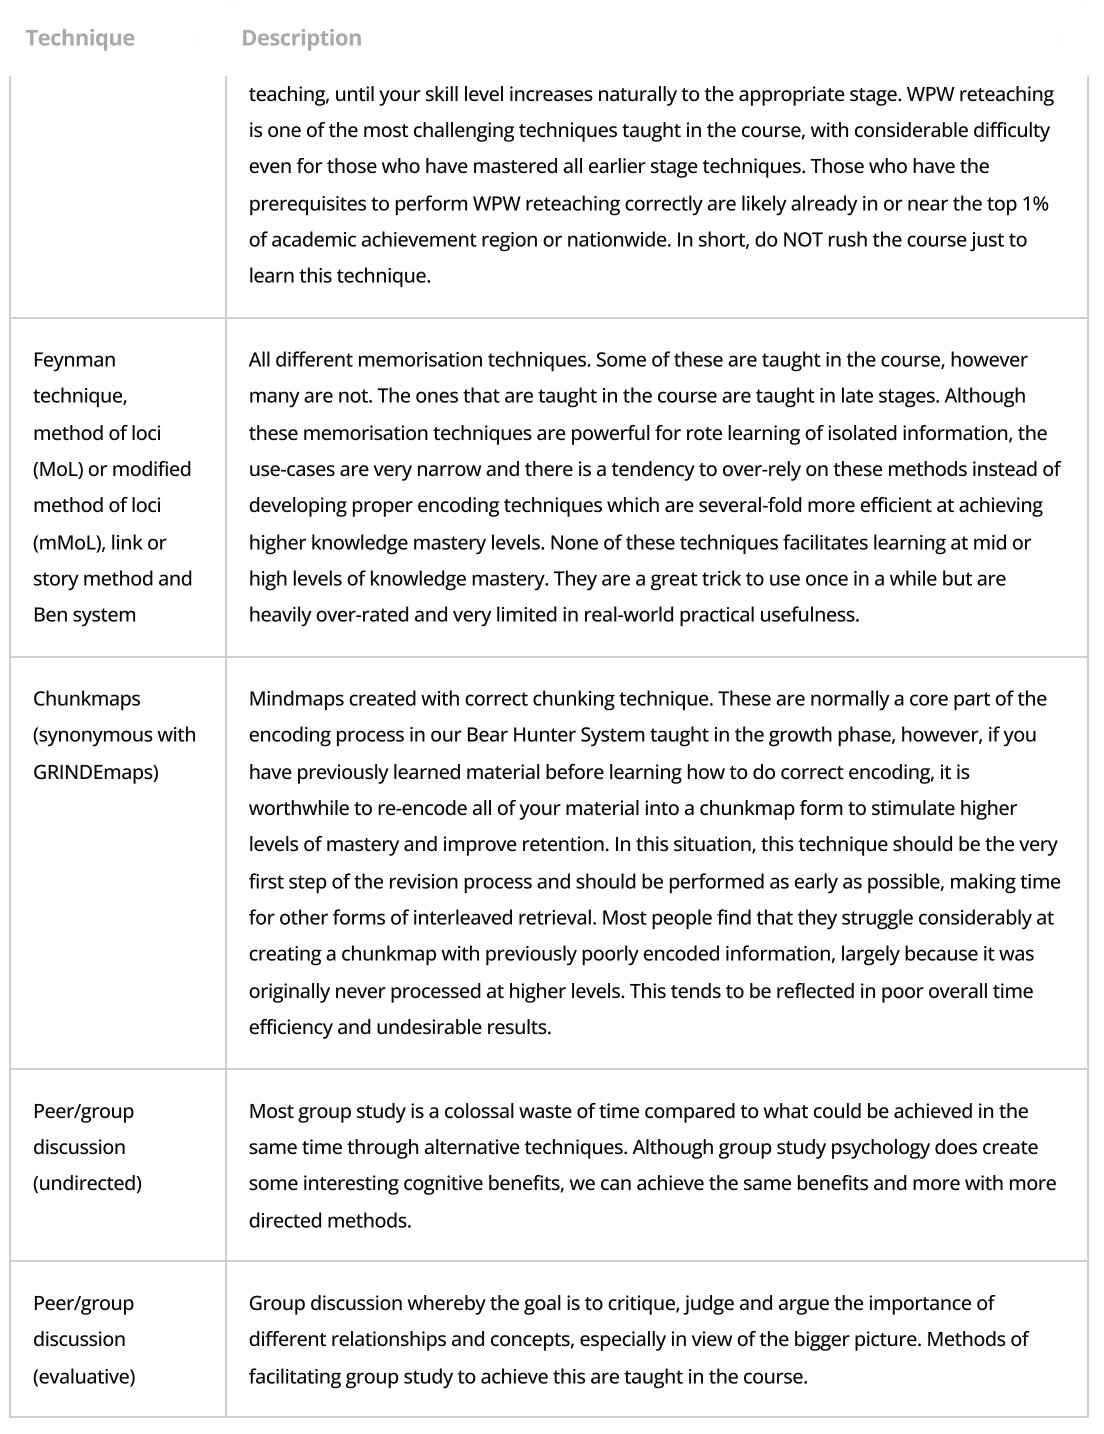 Technique
Description
teaching, until your skill level increases naturally to the appropriate stage. WPW reteaching
is one of the most challenging techniques taught in the course, with considerable difficulty
even for those who have mastered all earlier stage techniques. Those who have the
prerequisites to perform WPW reteaching correctly are likely already in or near the top 1%
of academic achievement region or nationwide. In short, do NOT rush the course just to
learn this technique.
Feynman
technique,
method of loci
(MoL) or modified
method of loci
(mMoL), link or
story method and
Ben system
All different memorisation techniques. Some of these are taught in the course, however
many are not. The ones that are taught in the course are taught in late stages. Although
these memorisation techniques are powerful for rote learning of isolated information, the
use-cases are very narrow and there is a tendency to over-rely on these methods instead of
developing proper encoding techniques which are several-fold more efficient at achieving
higher knowledge mastery levels. None of these techniques facilitates learning at mid or
high levels of knowledge mastery. They are a great trick to use once in a while but are
heavily over-rated and very limited in real-world practical usefulness.
Chunkmaps
(synonymous with
GRINDEmaps)
Mindmaps created with correct chunking technique. These are normally a core part of the
encoding process in our Bear Hunter System taught in the growth phase, however, if you
have previously learned material before learning how to do correct encoding, it is
worthwhile to re-encode all of your material into a chunkmap form to stimulate higher
levels of mastery and improve retention. In this situation, this technique should be the very
first step of the revision process and should be performed as early as possible, making time
for other forms of interleaved retrieval. Most people find that they struggle considerably at
creating a chunkmap with previously poorly encoded information, largely because it was
originally never processed at higher levels. This tends to be reflected in poor overall time
efficiency and undesirable results.
Peer/group
discussion
(undirected)
Most group study is a colossal waste of time compared to what could be achieved in the
same time through alternative techniques. Although group study psychology does create
some interesting cognitive benefits, we can achieve the same benefits and more with more
directed methods.
Peer/group
discussion
(evaluative)
Group discussion whereby the goal is to critique, judge and argue the importance of
different relationships and concepts, especially in view of the bigger picture. Methods of
facilitating group study to achieve this are taught in the course.